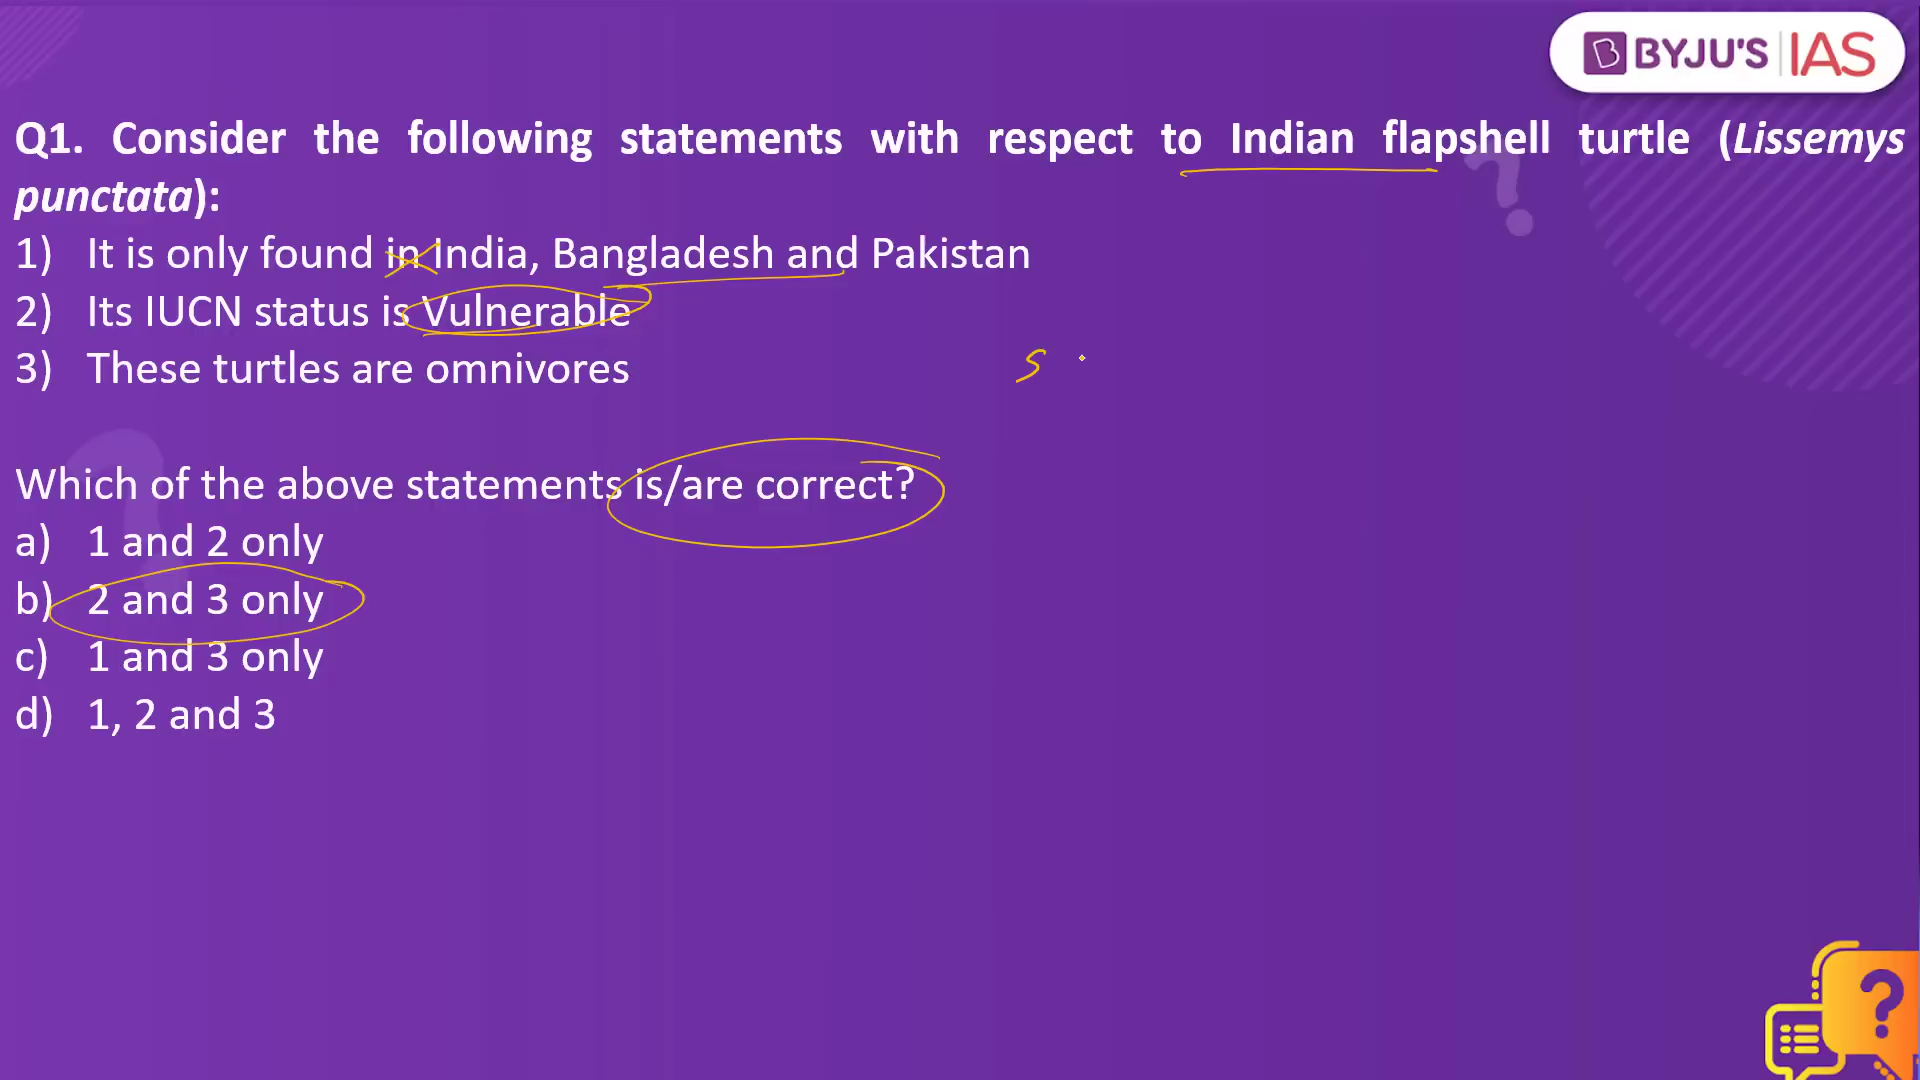 BYJU'S IAS
Q1. Consider the following statements with respect to Indian flapshell turtle (Lissemys
punctata):
1) It is only found in India, Bangladesh and Pakistan
2) Its IUCN status is Vulnerable
3) These turtles are omnivores
S
Which of the above statements is/are correct?
a) 1 and 2 only
b) 2 and 3 only
c) 1 and 3 only
d) 1, 2 and 3